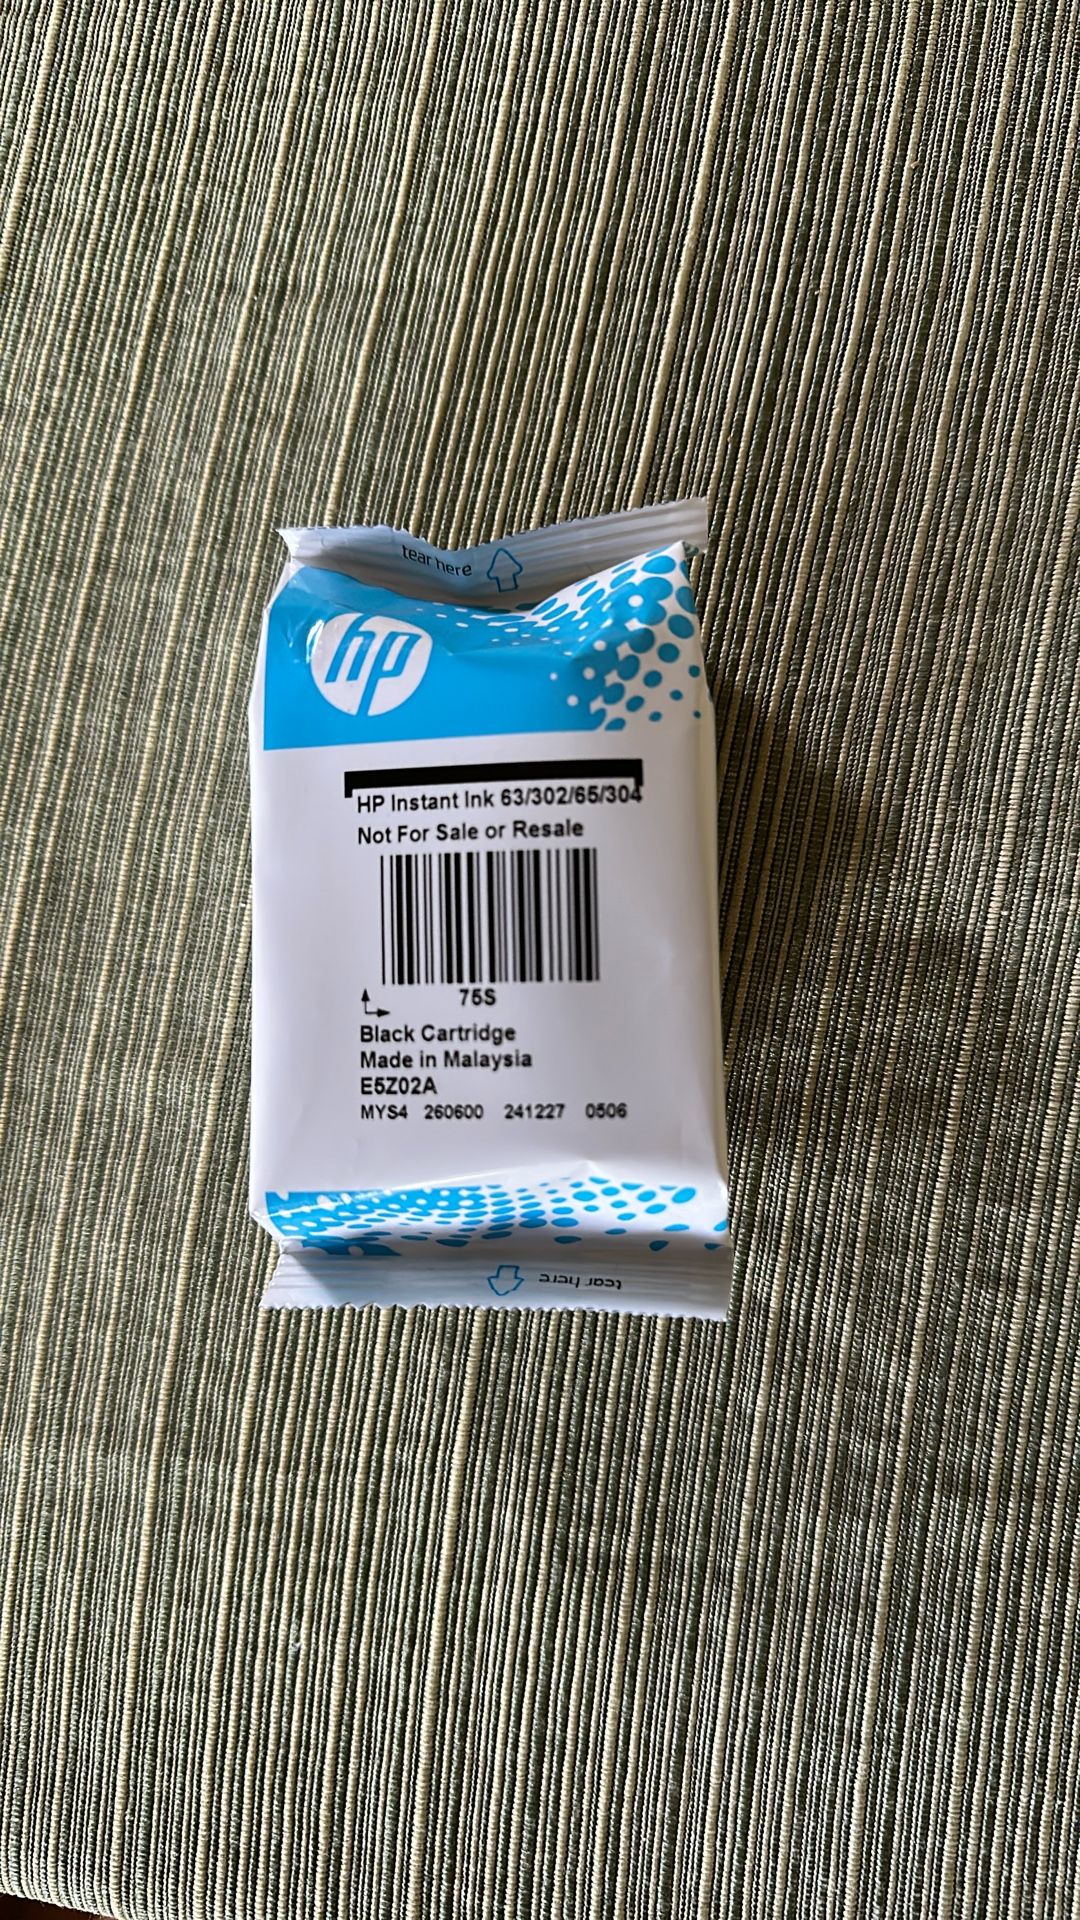 tear here
hp
HP Instant Ink 63/302/65/304
Not For Sale or Resale
75S
Black Cartridge
Made in Malaysia
E5Z02A
MYS4 260600 241227 0506
tear here